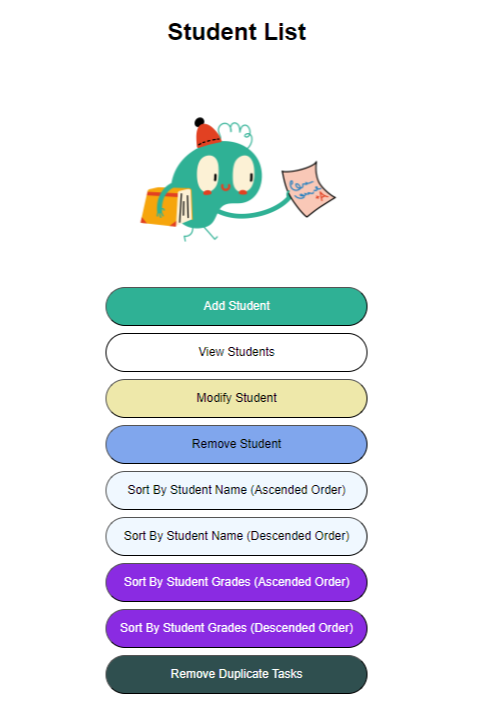 Student List
Add Student
View Students
Modify Student
Remove Student
Sort By Student Name (Ascended Order)
Sort By Student Name (Descended Order)
Sort By Student Grades (Ascended Order)
Sort By Student Grades (Descended Order)
Remove Duplicate Tasks